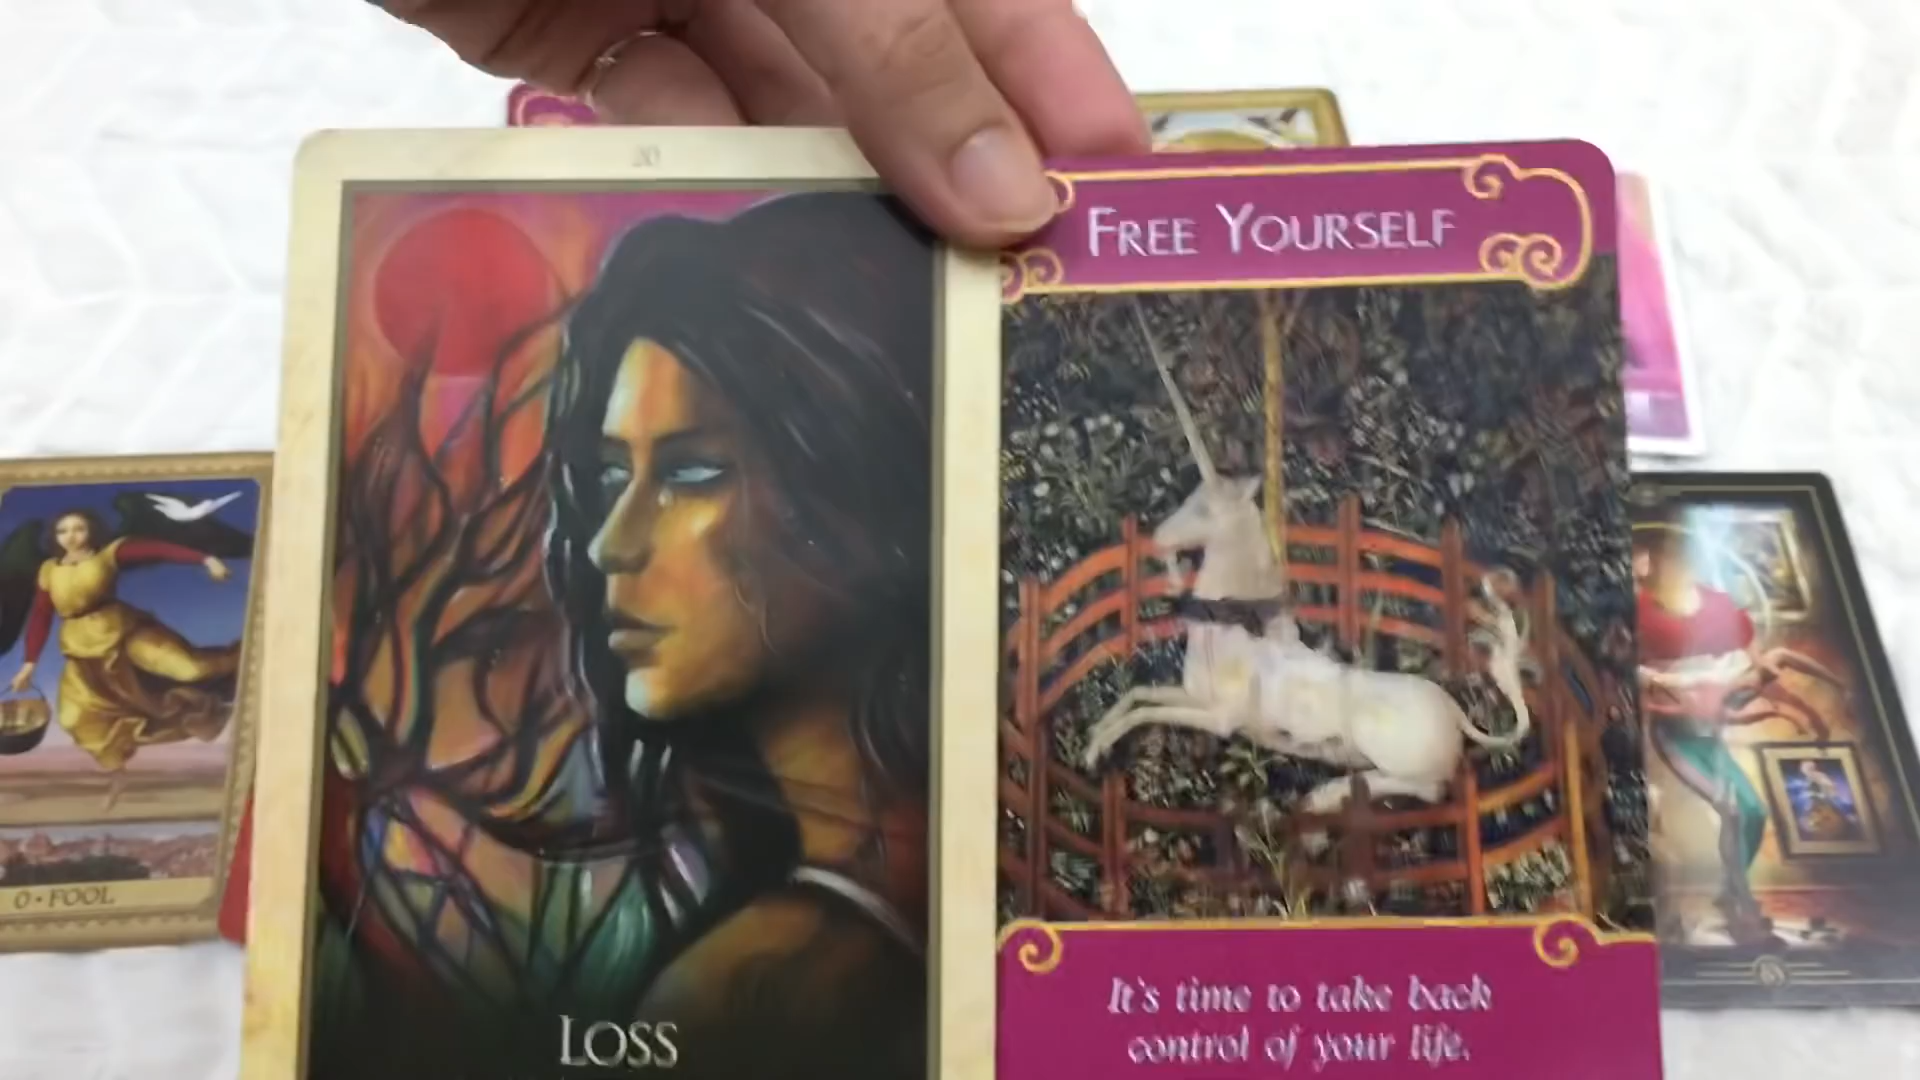 20
FREE YOURSELF
0 • FOOL
LOSS
It's time to take back
control of your life.